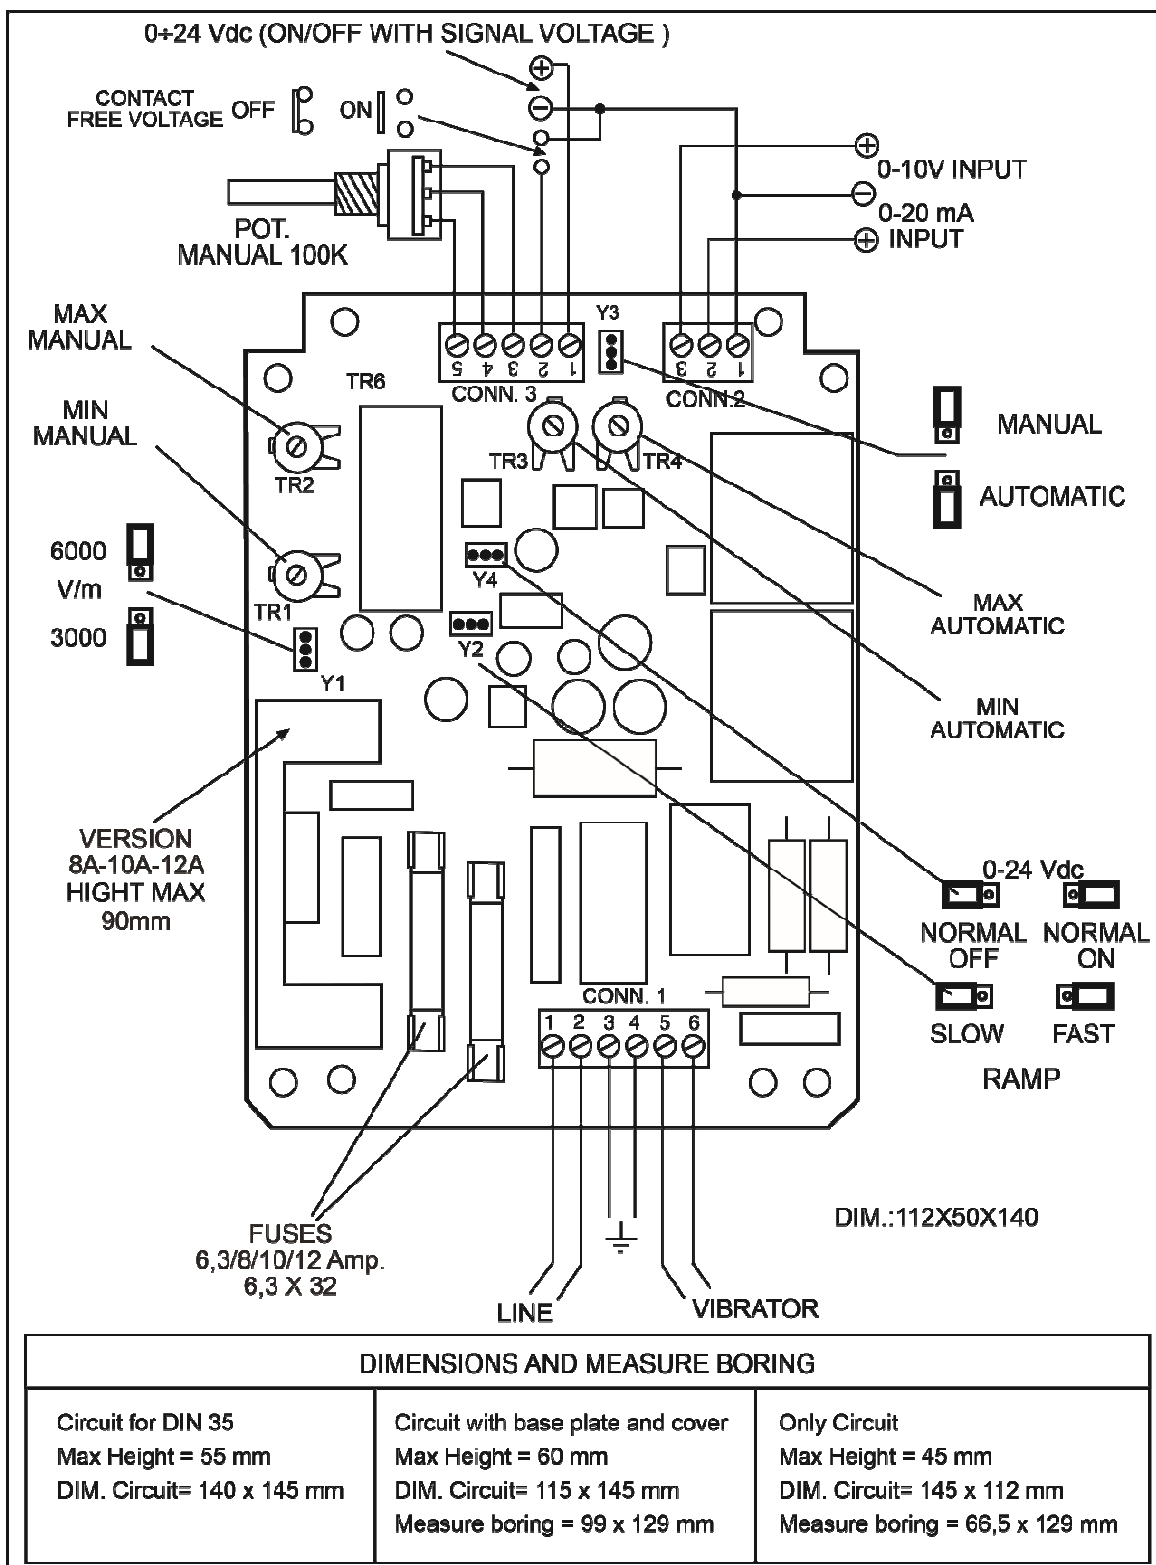 0÷24 Vdc (ON/OFF WITH SIGNAL VOLTAGE )
CONTACT
FREE VOLTAGE
OFF
ON
0-10V INPUT
0-20 mA
INPUT
POT.
MANUAL 100K
MAX
MANUAL
MIN
MANUAL
Y3
5 4 3 2 1
3 2 1
CONN. 3
CONN.2
TR6
TR2
TR3
TR4
MANUAL
AUTOMATIC
6000
V/m
3000
Y4
TR1
Y2
Y1
MAX
AUTOMATIC
MIN
AUTOMATIC
VERSION
8A-10A-12A
HIGHT MAX
90mm
0-24 Vdc
NORMAL
OFF
NORMAL
ON
SLOW
FAST
RAMP
CONN. 1
1 2 3 4 5 6
FUSES
6,3/8/10/12 Amp.
6,3 X 32
LINE
VIBRATOR
DIM.:112X50X140
DIMENSIONS AND MEASURE BORING
Circuit for DIN 35
Max Height = 55 mm
DIM. Circuit= 140 x 145 mm
Circuit with base plate and cover
Max Height = 60 mm
DIM. Circuit= 115 x 145 mm
Measure boring = 99 x 129 mm
Only Circuit
Max Height = 45 mm
DIM. Circuit= 145 x 112 mm
Measure boring = 66,5 x 129 mm